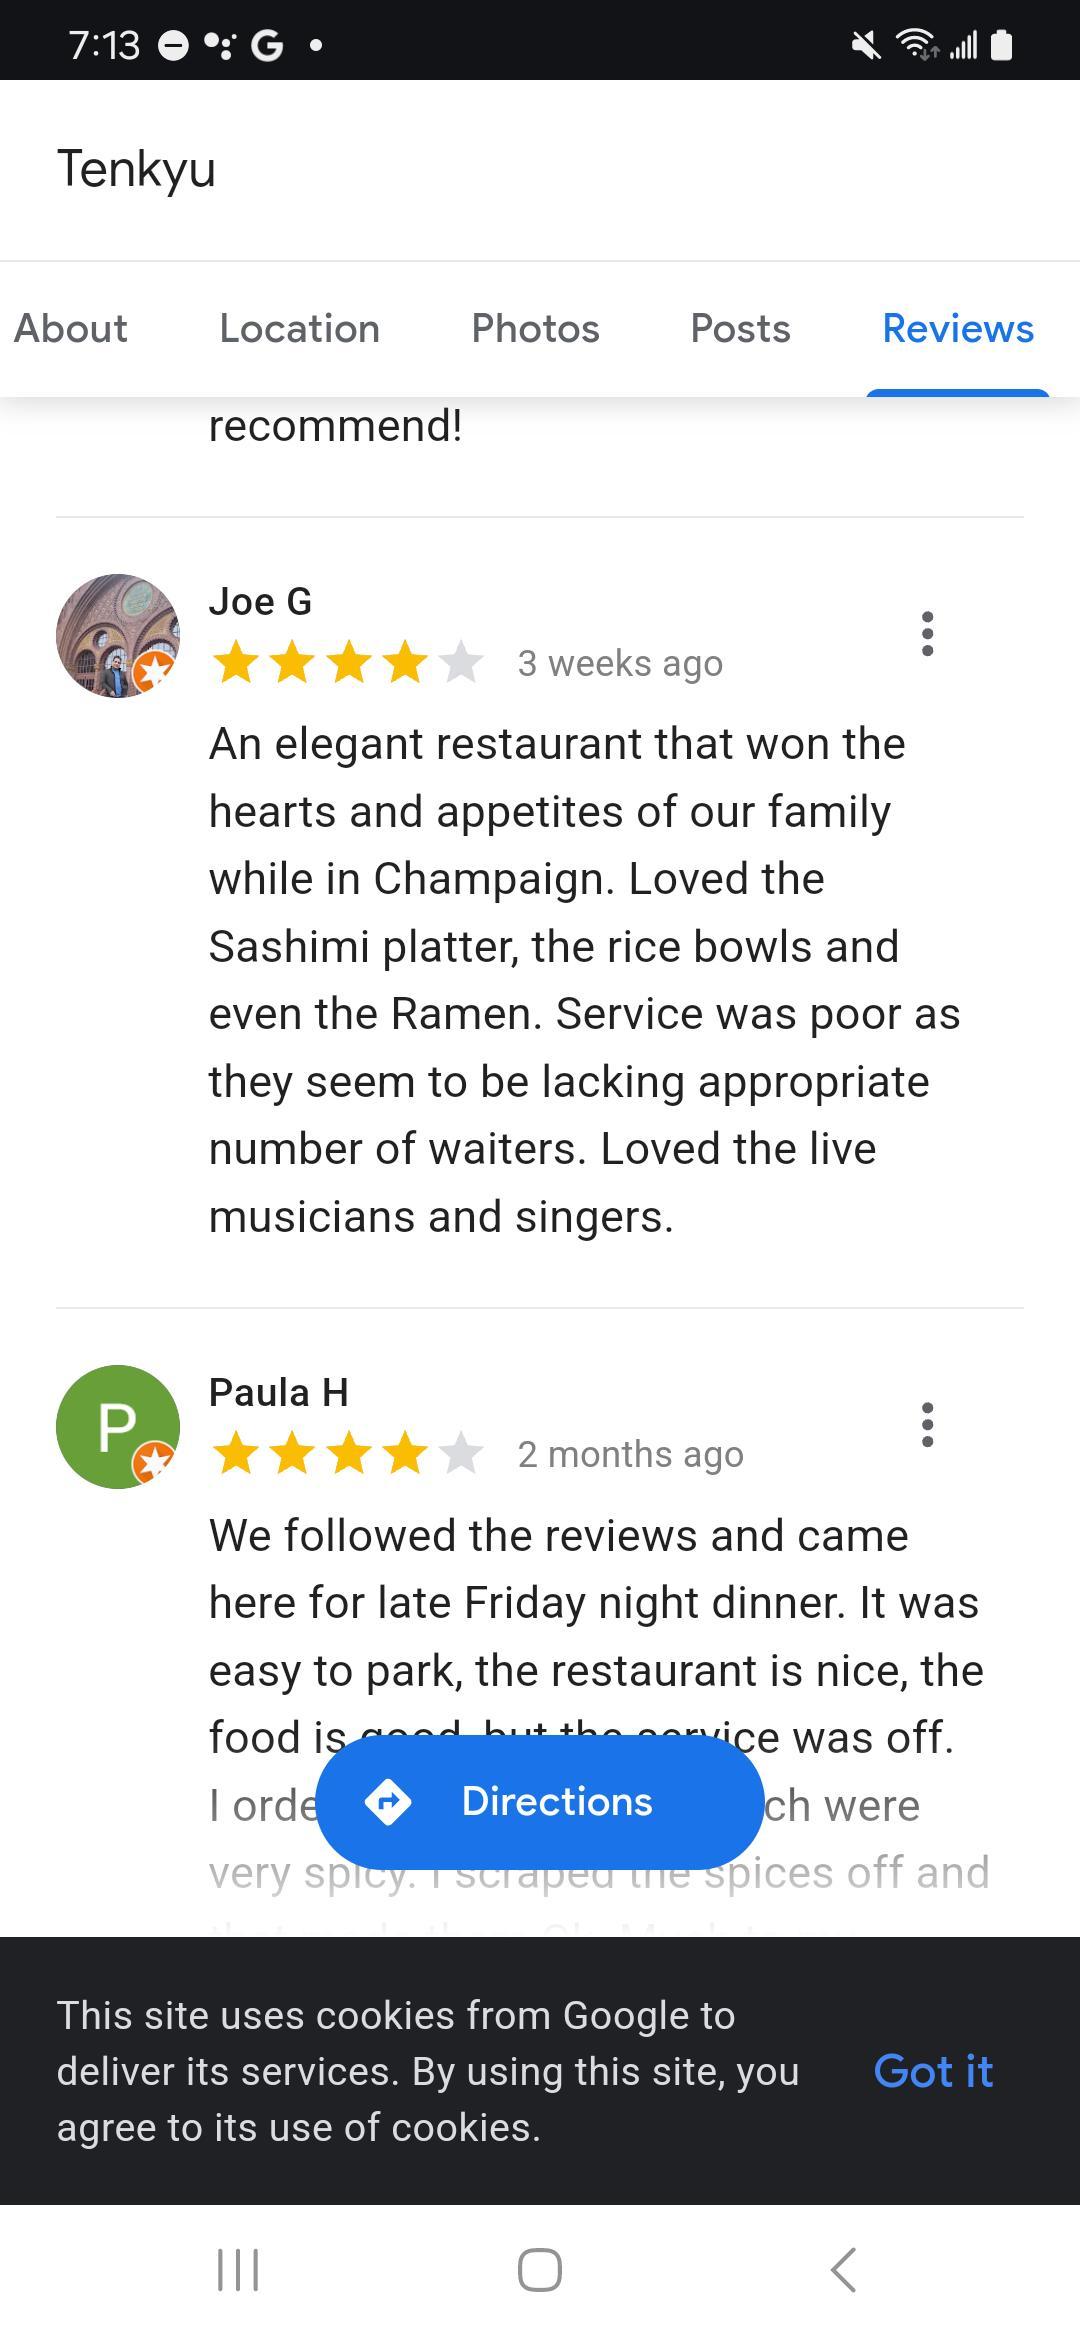 7:13
Tenkyu
About Location Photos Posts Reviews
recommend!
Joe G
3 weeks ago
An elegant restaurant that won the
hearts and appetites of our family
while in Champaign. Loved the
Sashimi platter, the rice bowls and
even the Ramen. Service was poor as
they seem to be lacking appropriate
number of waiters. Loved the live
musicians and singers.
P
Paula H
2 months ago
We followed the reviews and came
here for late Friday night dinner. It was
easy to park, the restaurant is nice, the
food is good, but the service was off.
I were
Directions
very spicy. I scraped the spices off and
This site uses cookies from Google to
deliver its services. By using this site, you
agree to its use of cookies.
Got it